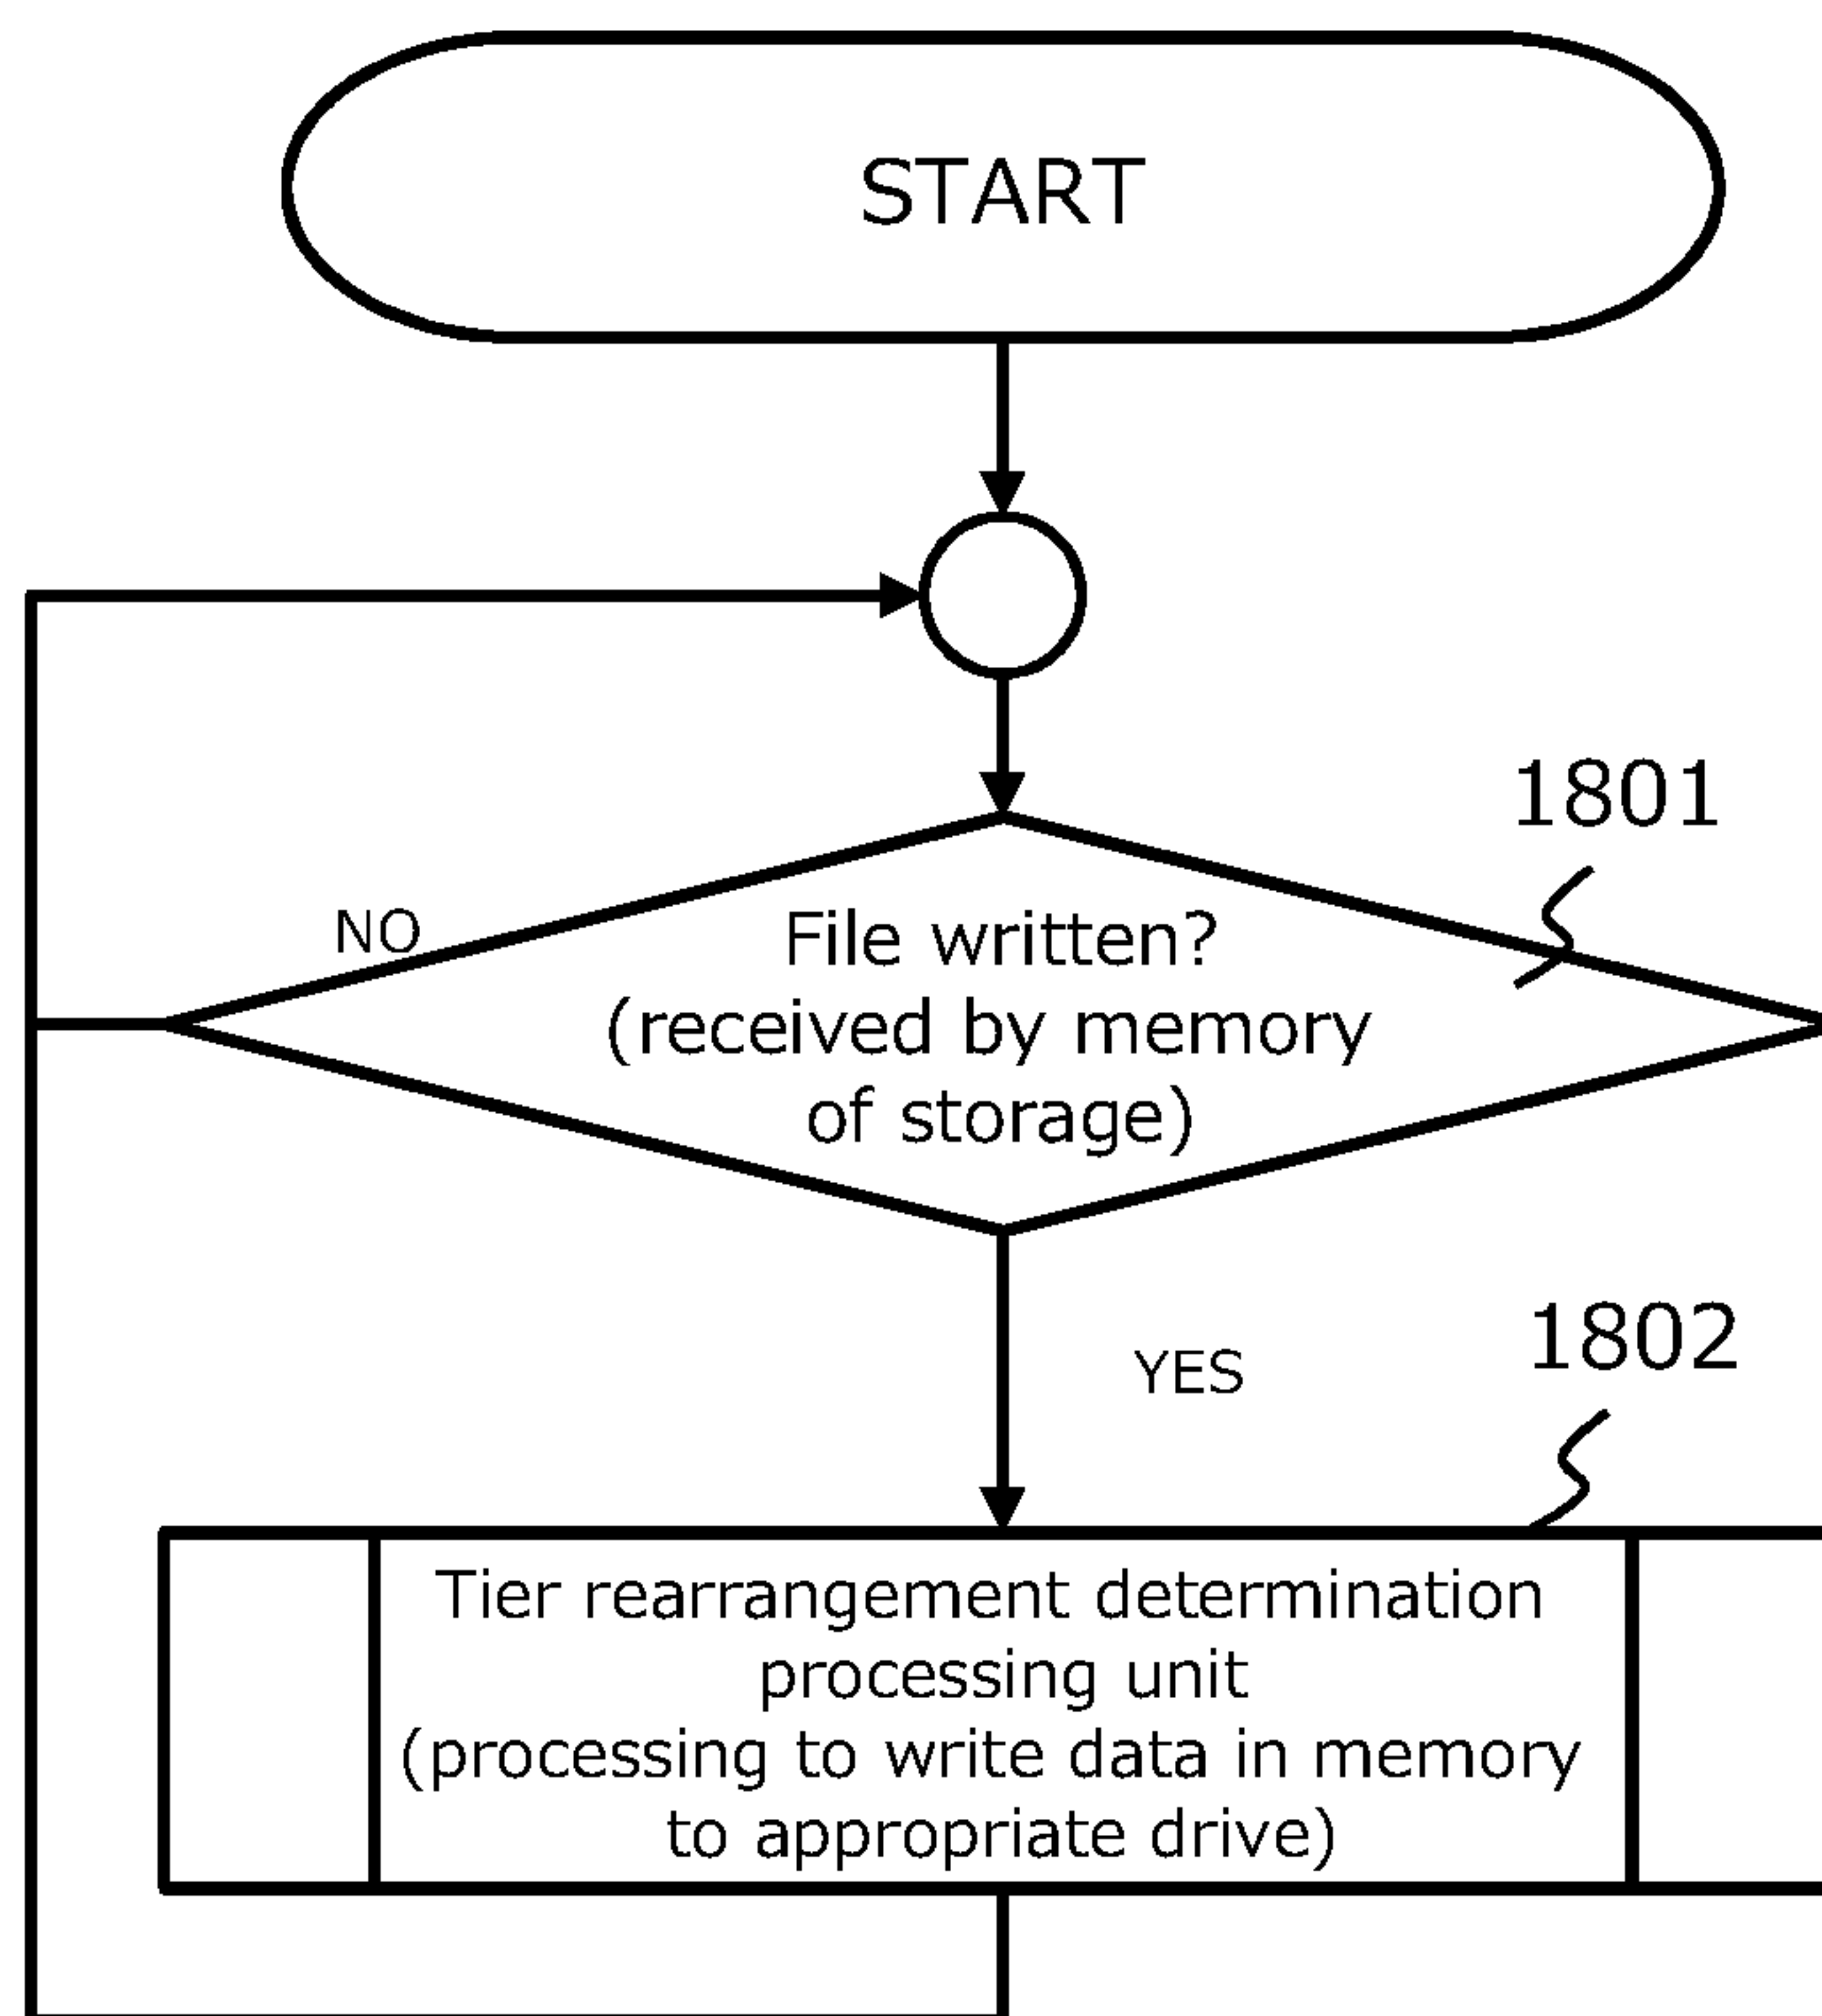 START
1801
NO
File written?
(received by memory
of storage)
YES
1802
Tier rearrangement determination
processing unit
(processing to write data in memory
to appropriate drive)